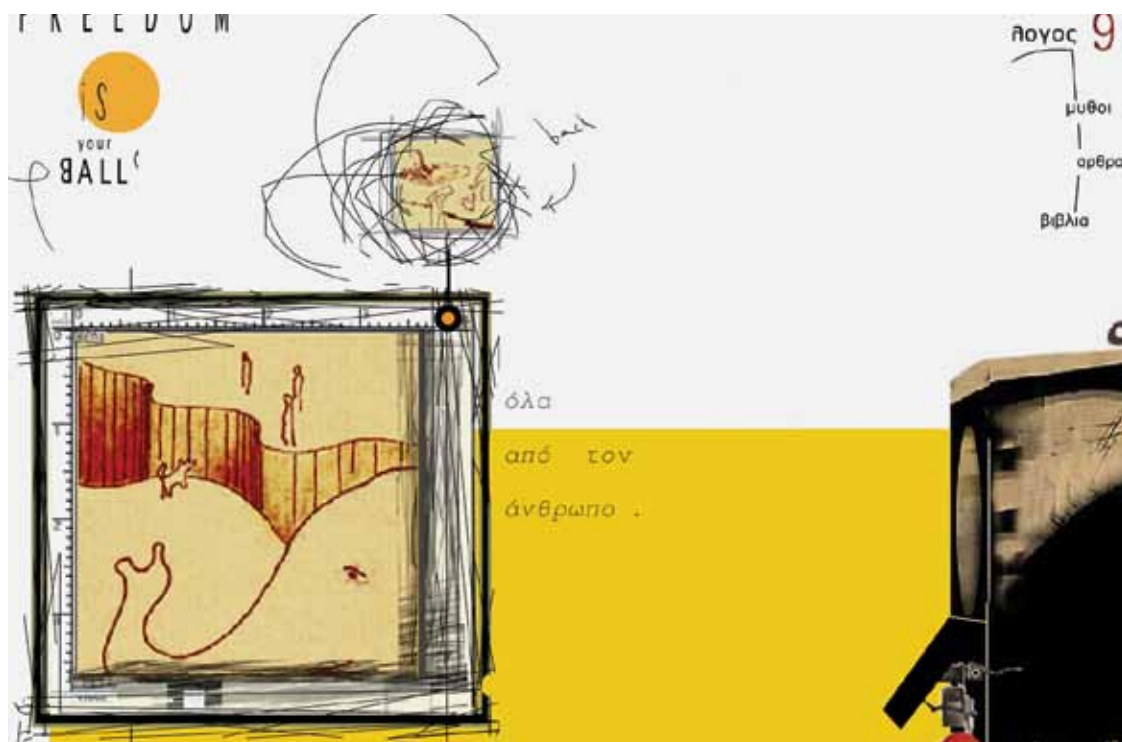 FREEDOM
is
your
BALL
back
λογος 9
μυθοι
αρθρα
βιβλια
όλα
από τον
άνθρωπο .